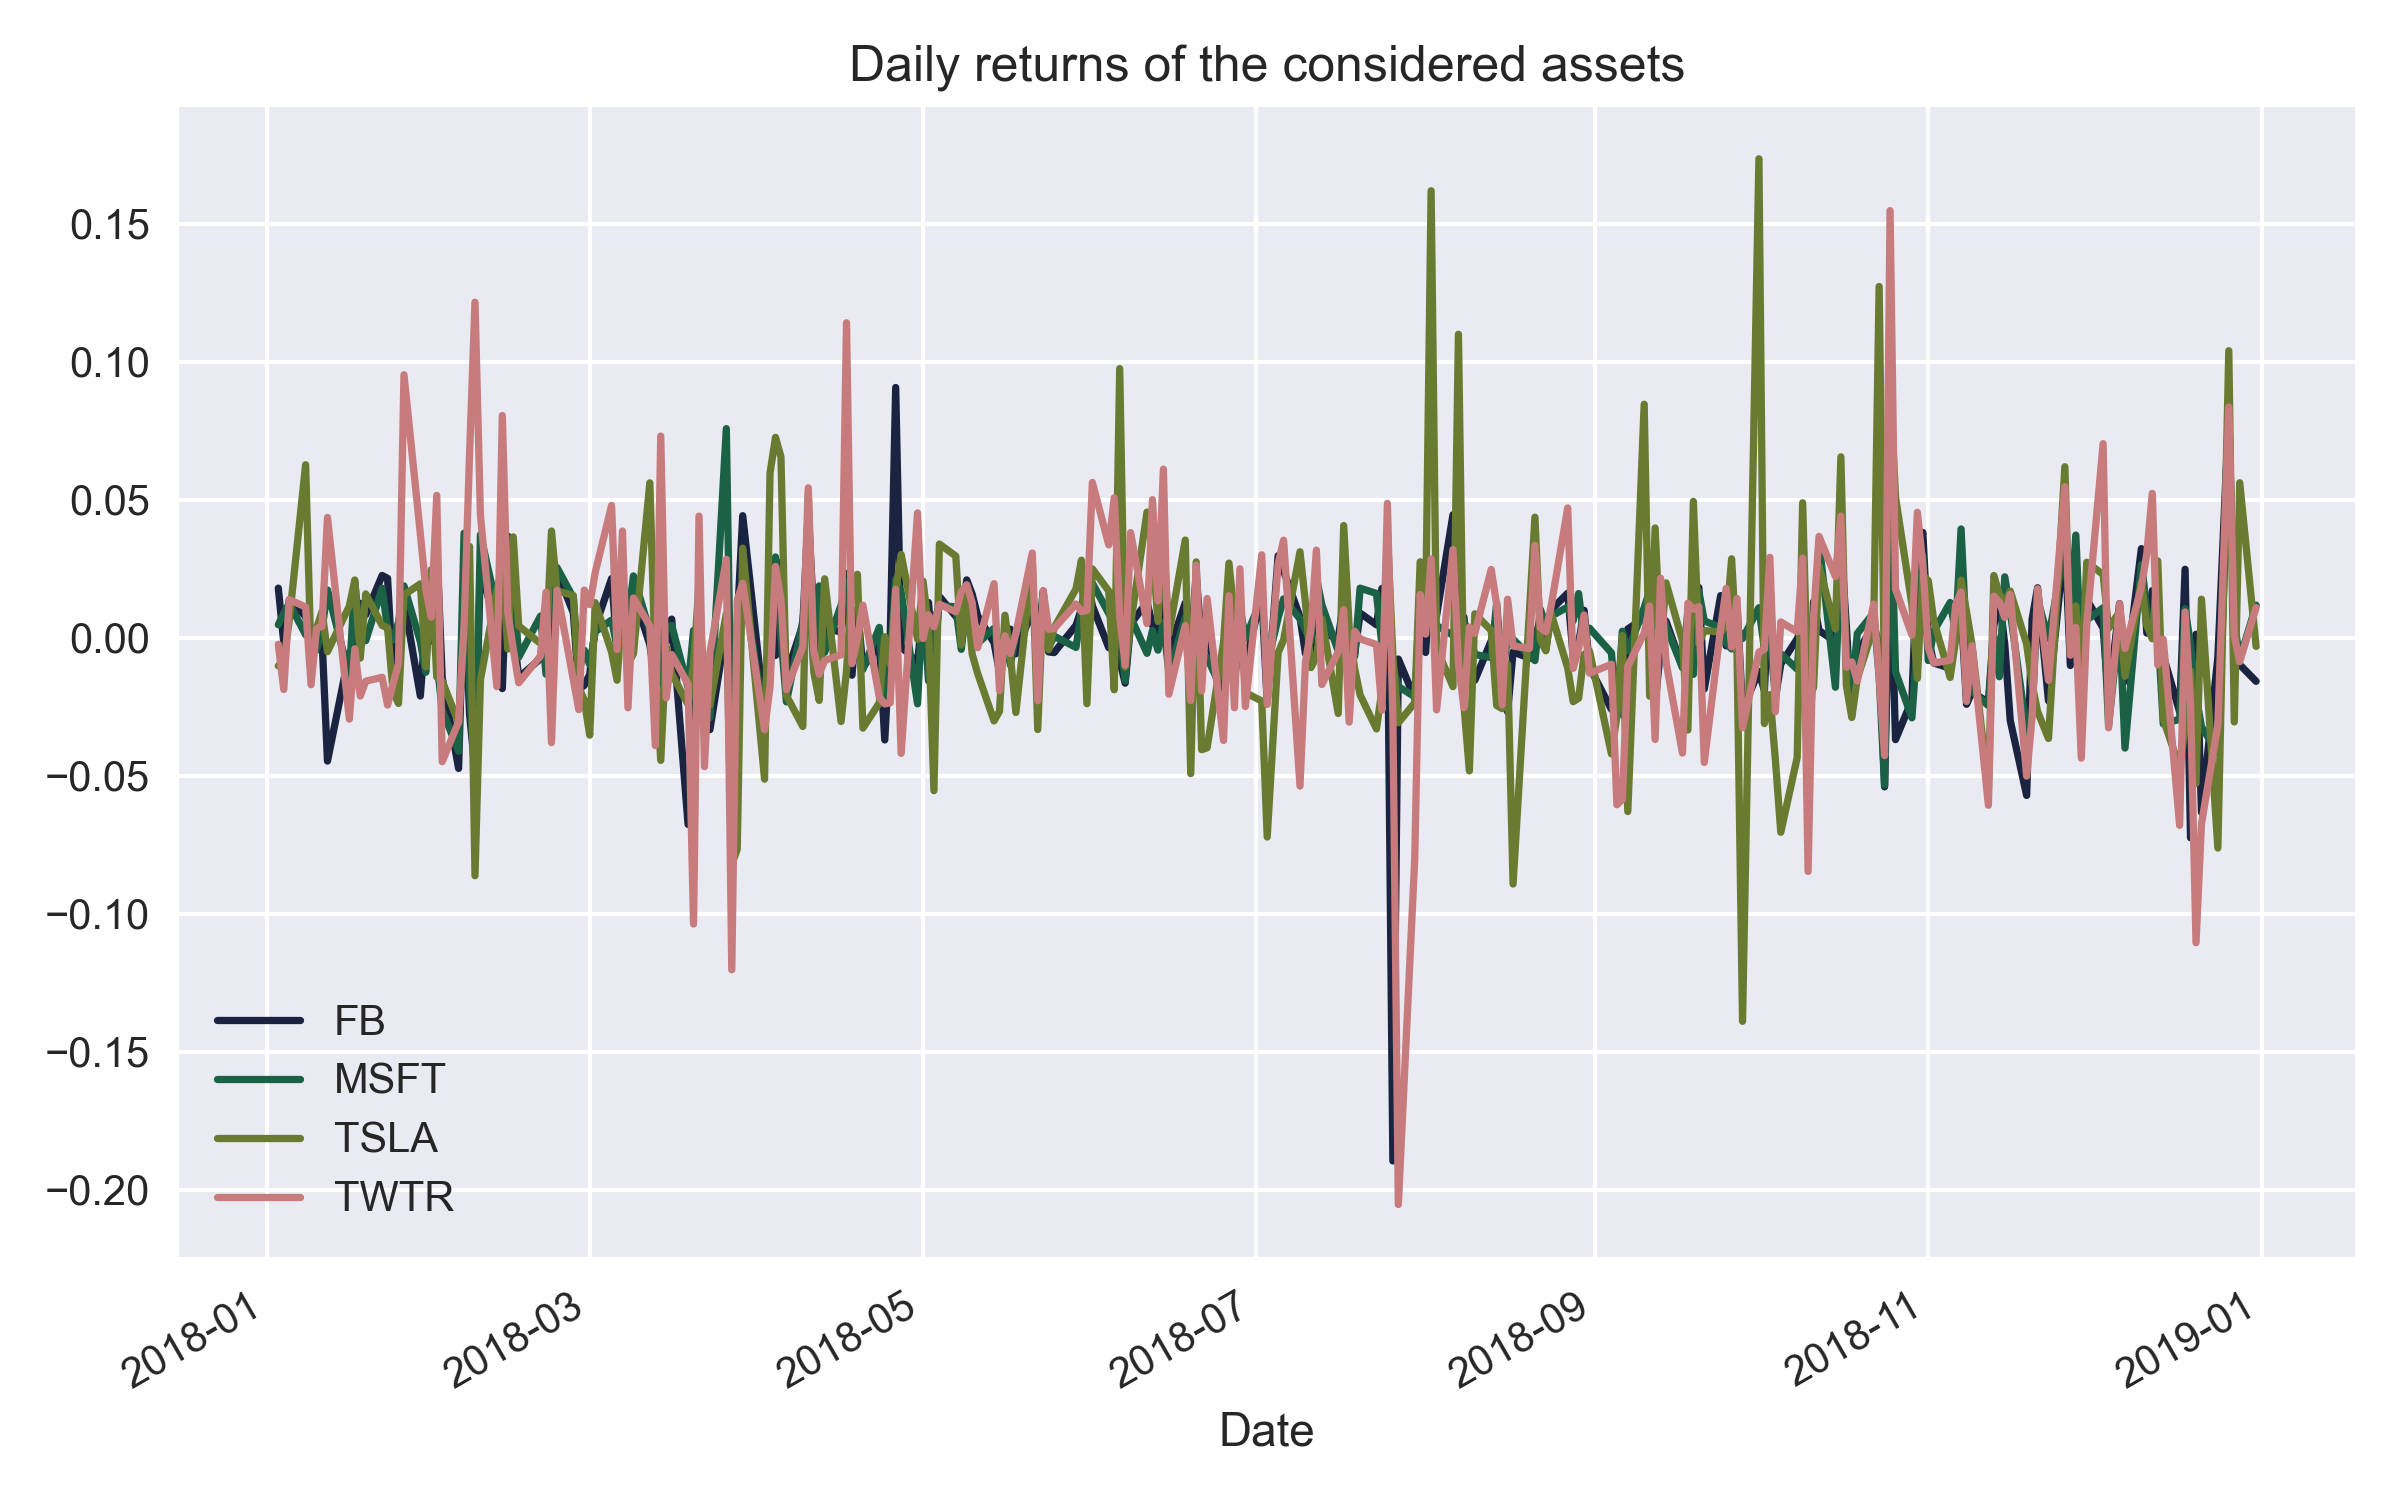 Daily returns of the considered assets
0.15
0.10
0.05
0.00
−0.05
−0.10
−0.15
−0.20
FB
MSFT
TSLA
TWTR
2018-01
2018-03
2018-05
2018-07
2018-09
2018-11
2019-01
Date